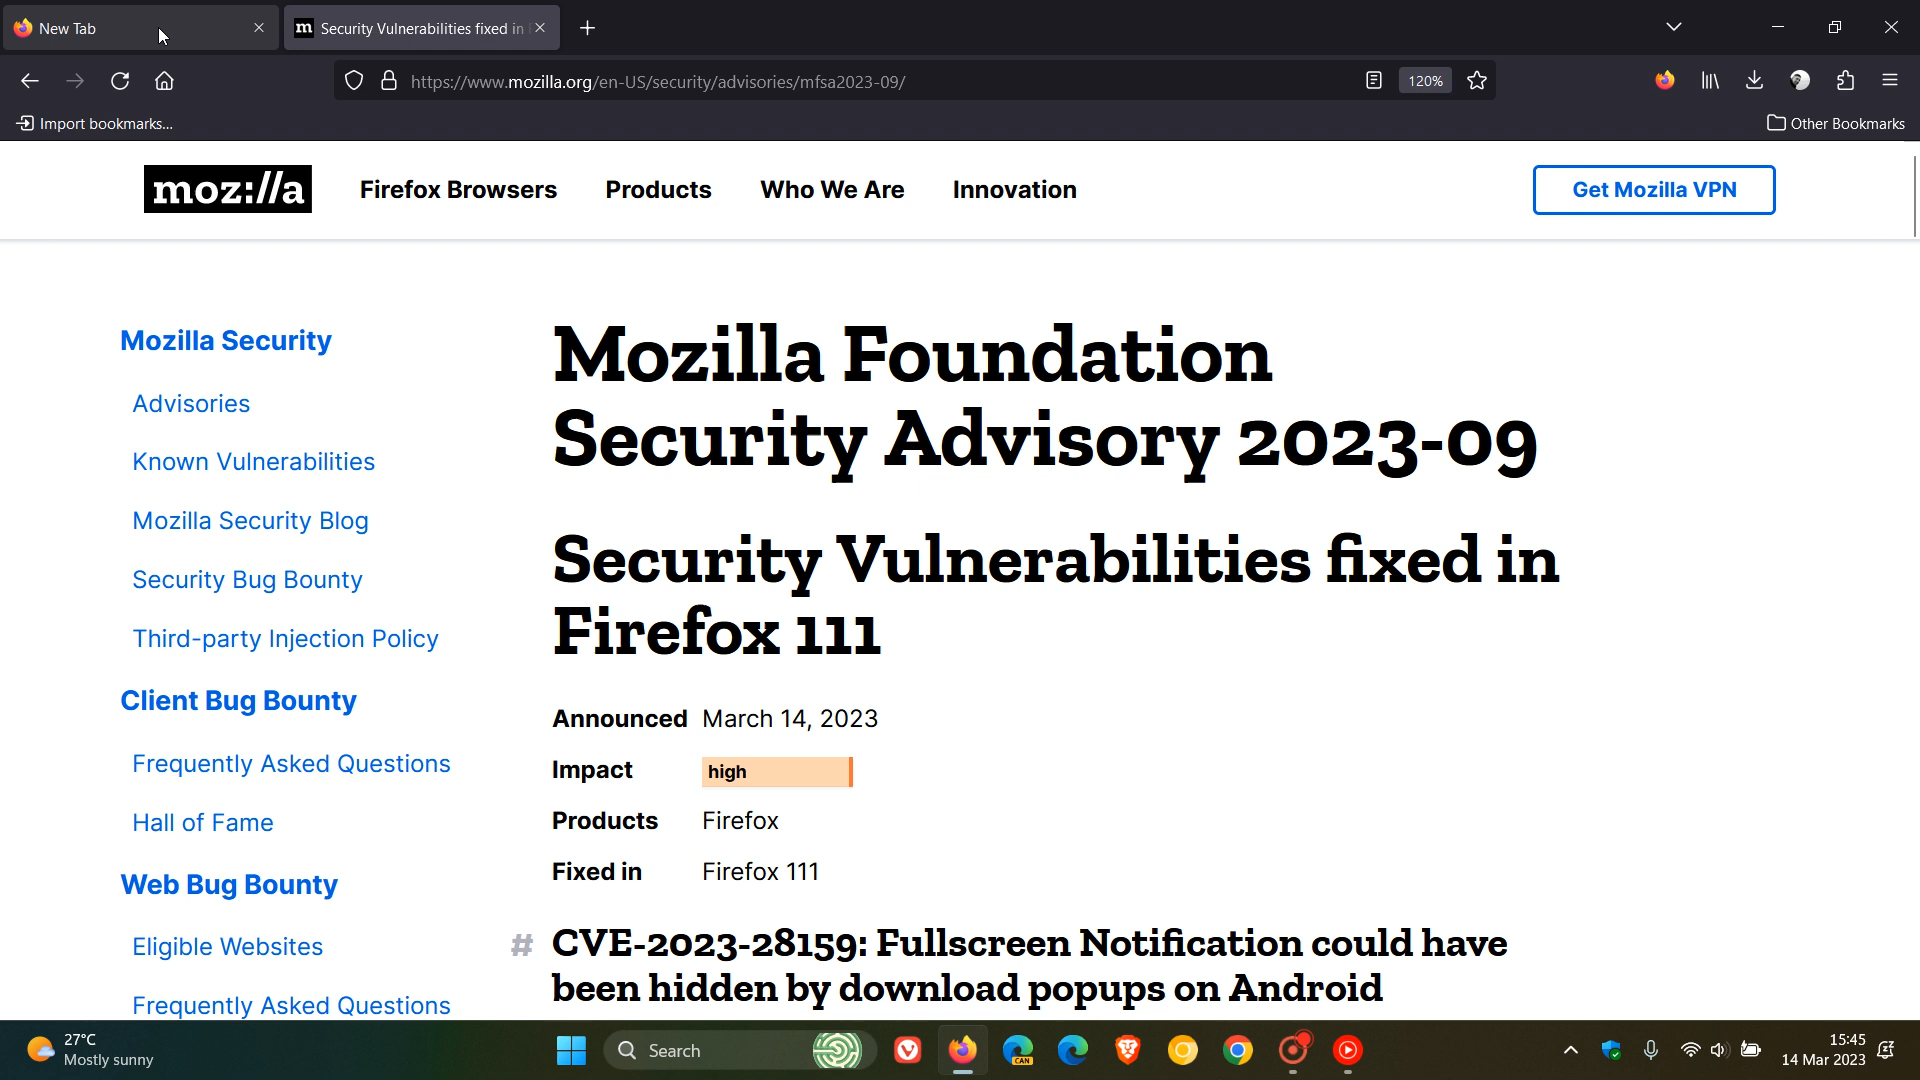 New Tab
Security Vulnerabilities fixed in
https://www.mozilla.org/en-US/security/advisories/mfsa2023-09/
120%
Import bookmarks...
Other Bookmarks
moz://a
Firefox Browsers
Products
Who We Are
Innovation
Get Mozilla VPN
Mozilla Security
Advisories
Known Vulnerabilities
Mozilla Security Blog
Security Bug Bounty
Third-party Injection Policy
Client Bug Bounty
Frequently Asked Questions
Hall of Fame
Web Bug Bounty
Eligible Websites
Frequently Asked Questions
Mozilla Foundation
Security Advisory 2023-09
Security Vulnerabilities fixed in
Firefox 111
Announced March 14, 2023
Impact high
Products Firefox
Fixed in Firefox 111
# CVE-2023-28159: Fullscreen Notification could have
been hidden by download popups on Android
27°C
Mostly sunny
Search
CAN
15:45
14 Mar 2023